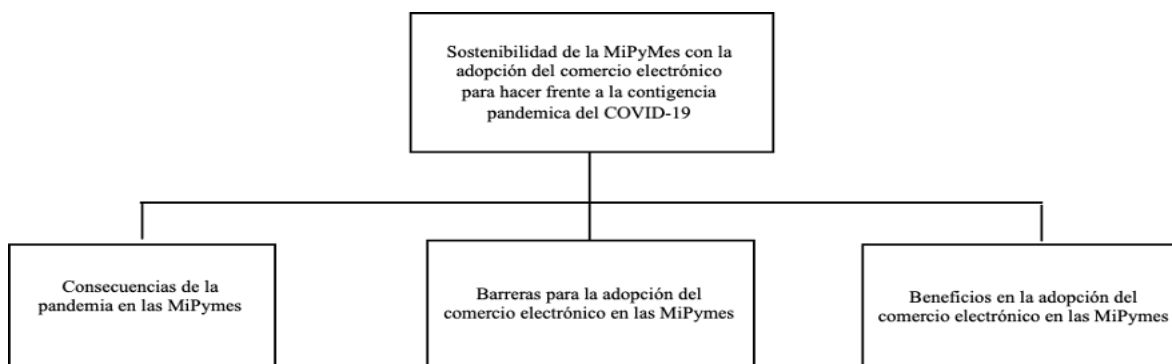 Sostenibilidad de la MiPyMes con la
adopción del comercio electrónico
para hacer frente a la contigencia
pandemica del COVID-19
Consecuencias de la
pandemia en las MiPymes
Barreras para la adopción del
comercio electrónico en las MiPymes
Beneficios en la adopción del
comercio electrónico en las MiPymes